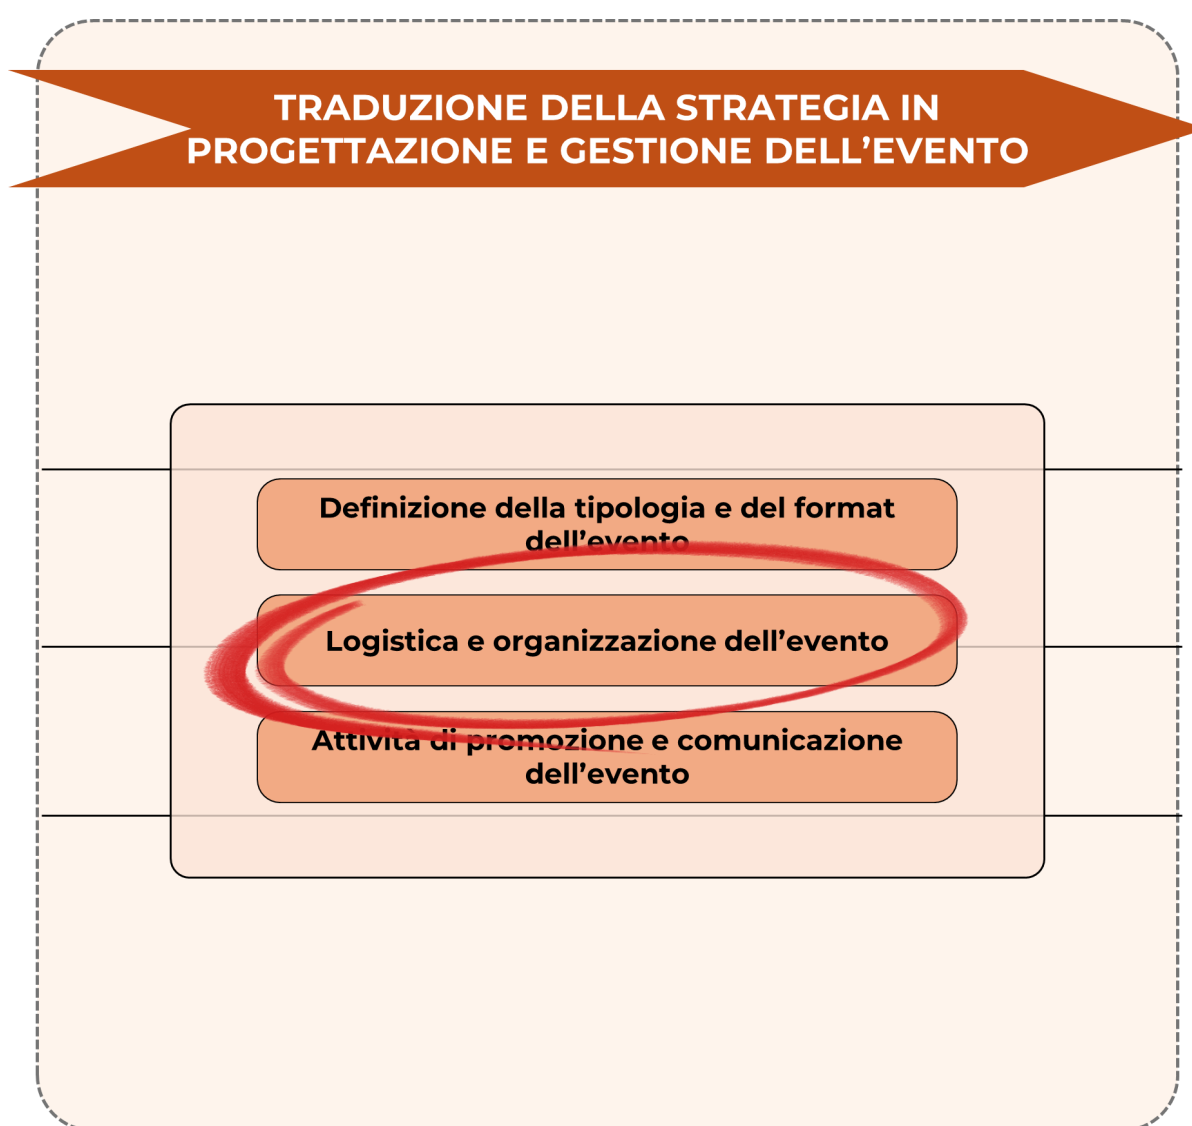 TRADUZIONE DELLA STRATEGIA IN
PROGETTAZIONE E GESTIONE DELL’EVENTO
Definizione della tipologia e del format
dell’evento
Logistica e organizzazione dell’evento
Attività di promozione e comunicazione
dell’evento